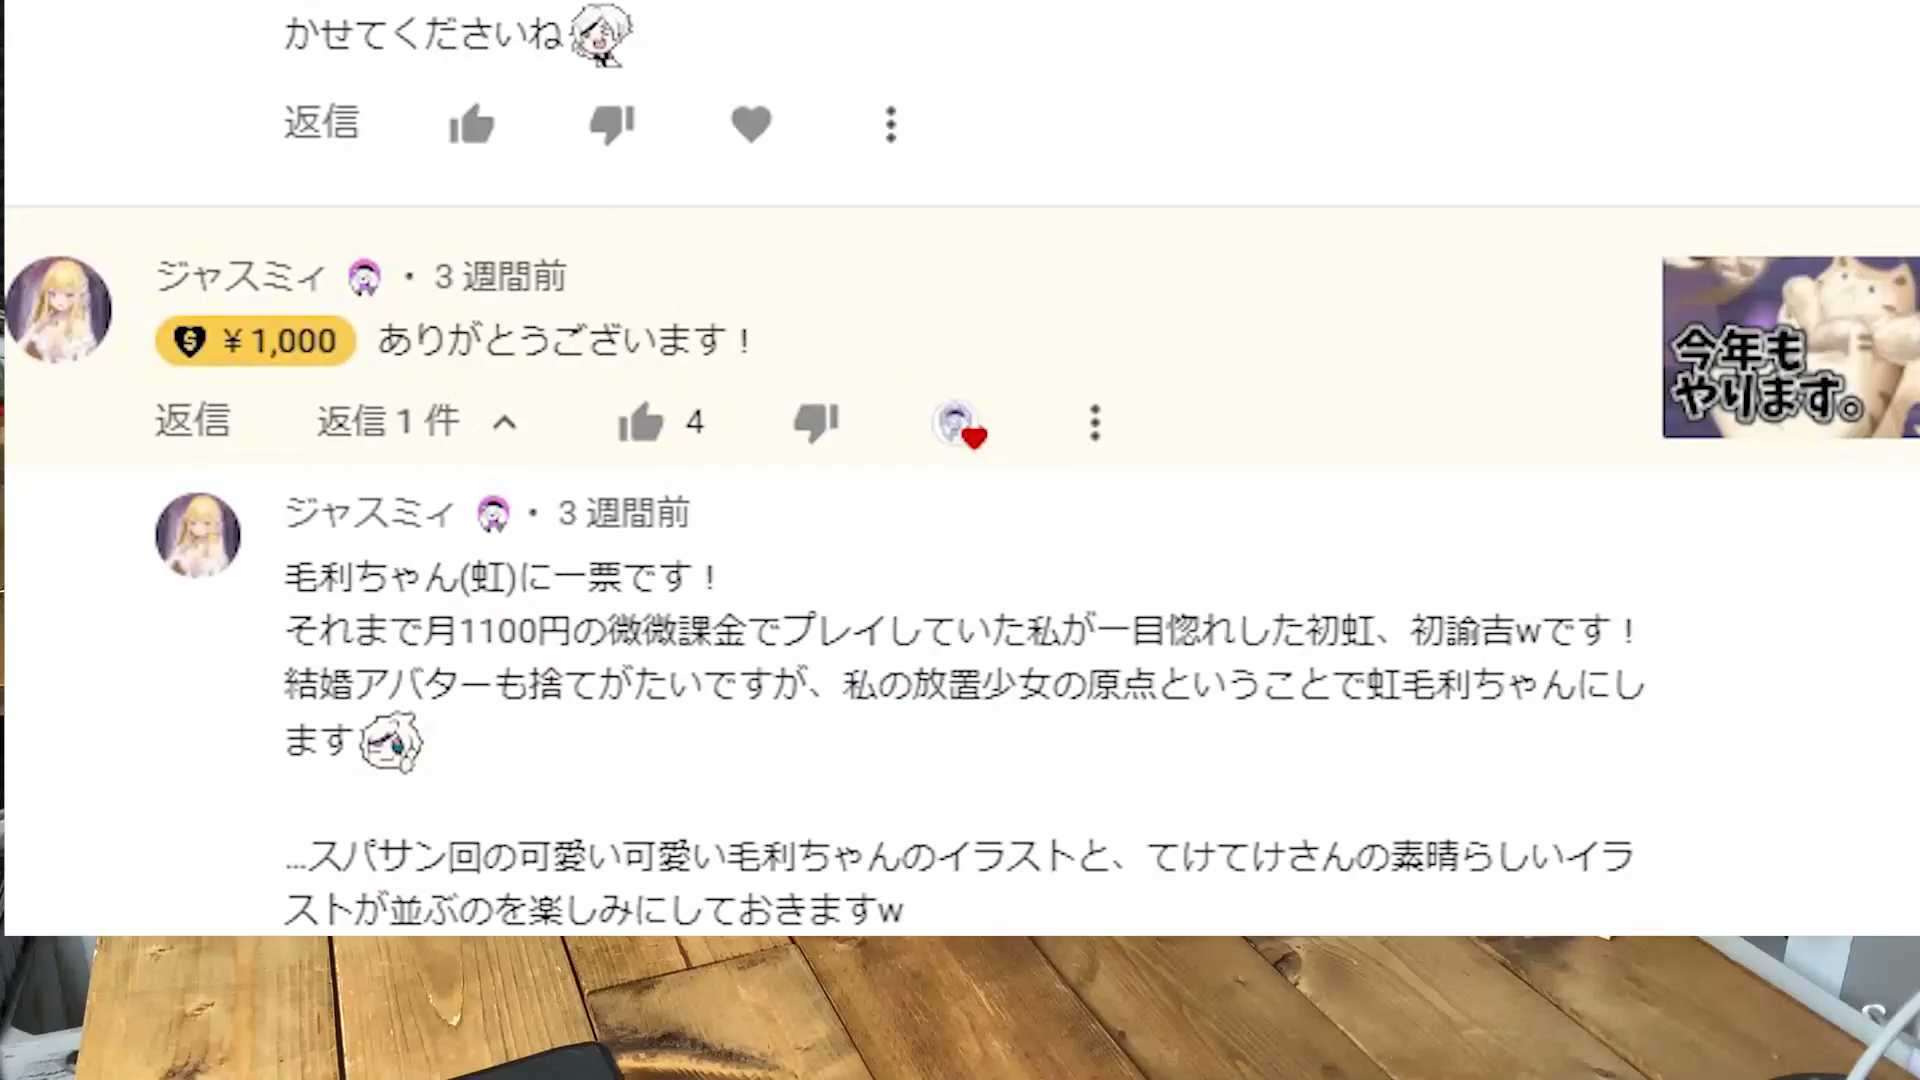 かせてくださいね
返信
ジャスミィ ・ 3 週間前
¥ 1,000 ありがとうございます！
返信 返信 1 件 4
今年も
やります。
ジャスミィ ・ 3 週間前
毛利ちゃん(虹)に一票です！
それまで月1100円の微微課金でプレイしていた私が一目惚れした初虹、初諭吉wです！
結婚アバターも捨てがたいですが、私の放置少女の原点ということで虹毛利ちゃんにし
ます
...スパサン回の可愛い可愛い毛利ちゃんのイラストと、てけてけさんの素晴らしいイラ
ストが並ぶのを楽しみにしておきますw